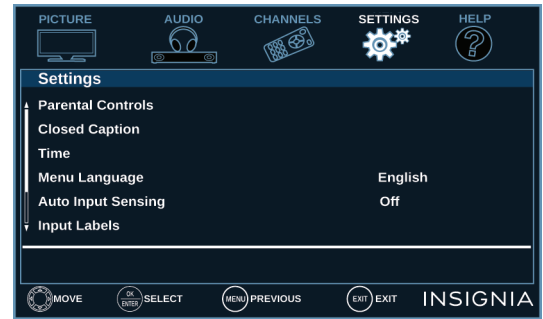 PICTURE AUDIO CHANNELS SETTINGS HELP
Settings
Parental Controls
Closed Caption
Time
Menu Language English
Auto Input Sensing Off
Input Labels
MOVE OK ENTER SELECT MENU PREVIOUS EXIT EXIT INSIGNIA